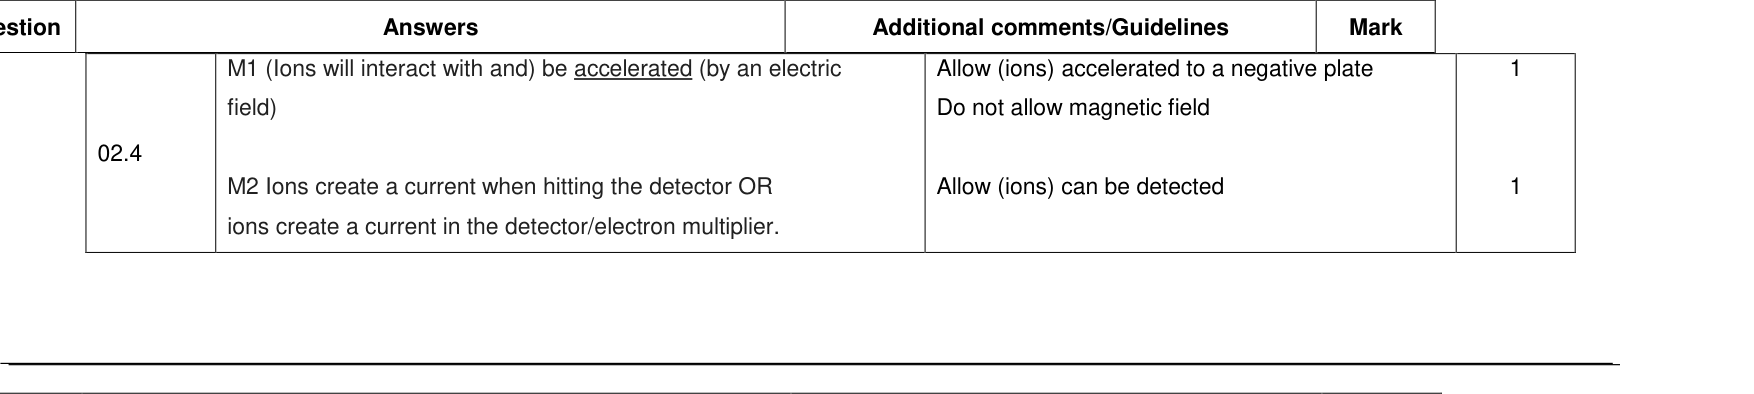 estion Answers Additional comments/Guidelines Mark
M1 (Ions will interact with and) be accelerated (by an electric
field)
Allow (ions) accelerated to a negative plate
Do not allow magnetic field
1
02.4
M2 Ions create a current when hitting the detector OR
ions create a current in the detector/electron multiplier.
Allow (ions) can be detected
1